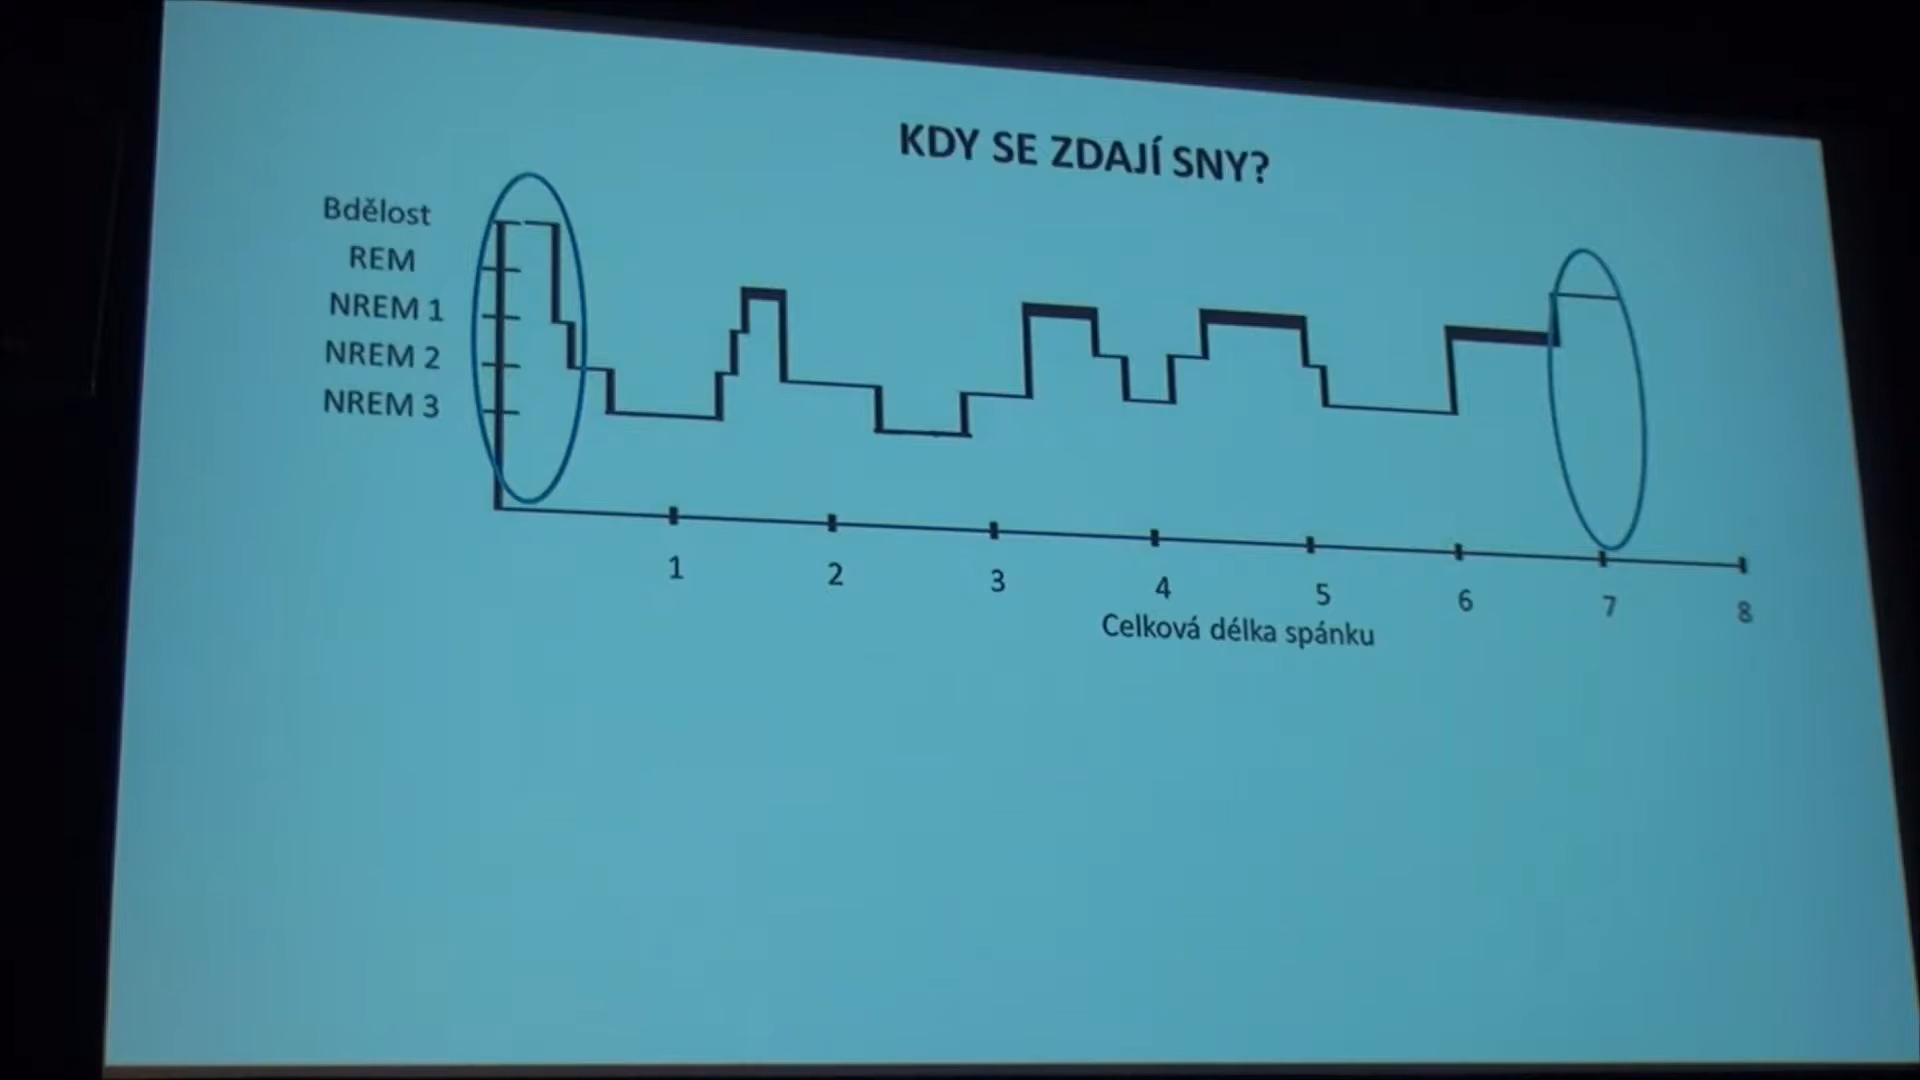 KDY SE ZDAJÍ SNY?
Bdělost
REM
NREM 1
NREM 2
NREM 3
1 2 3 4 5 6 7 8
Celková délka spánku